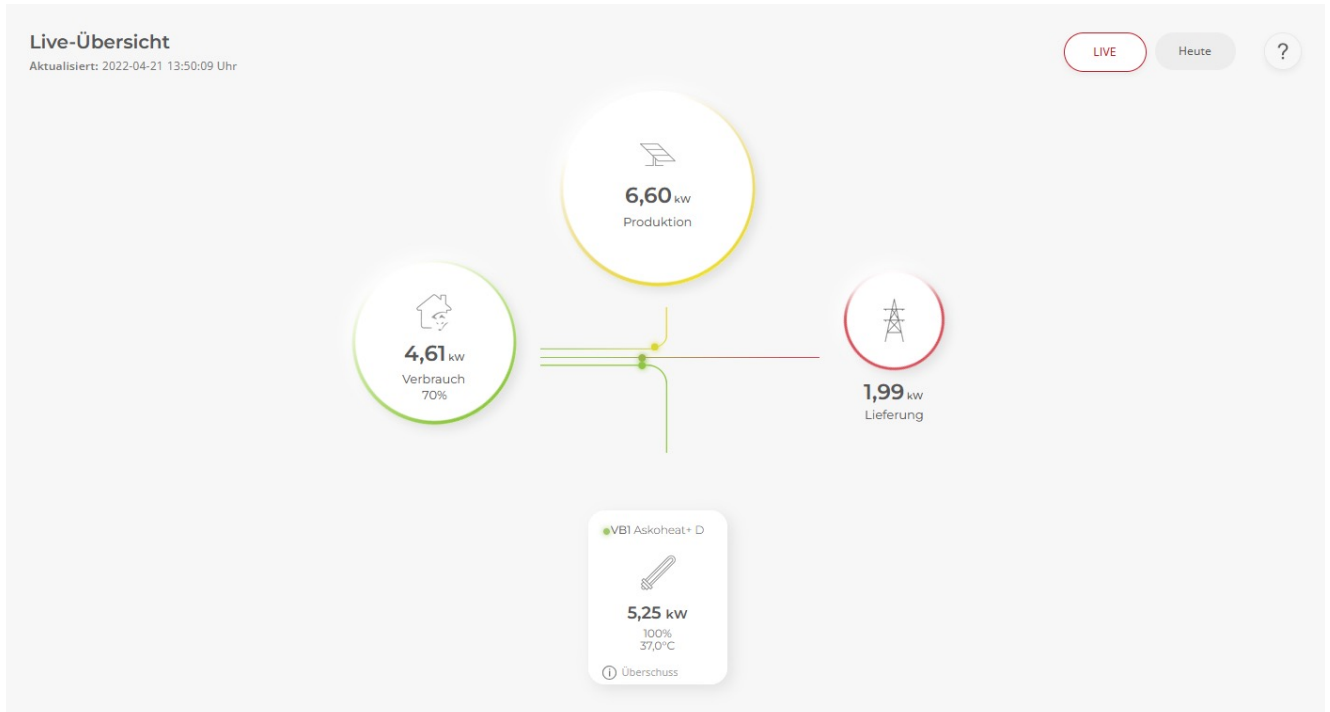 Live-Übersicht
Aktualisiert: 2022-04-21 13:50:09 Uhr
LIVE
Heute
?
6,60 kW
Produktion
4,61 kW
Verbrauch
70%
1,99 kW
Lieferung
VB1 Askoheat+ D
5,25 kW
100%
37,0°C
i Überschuss